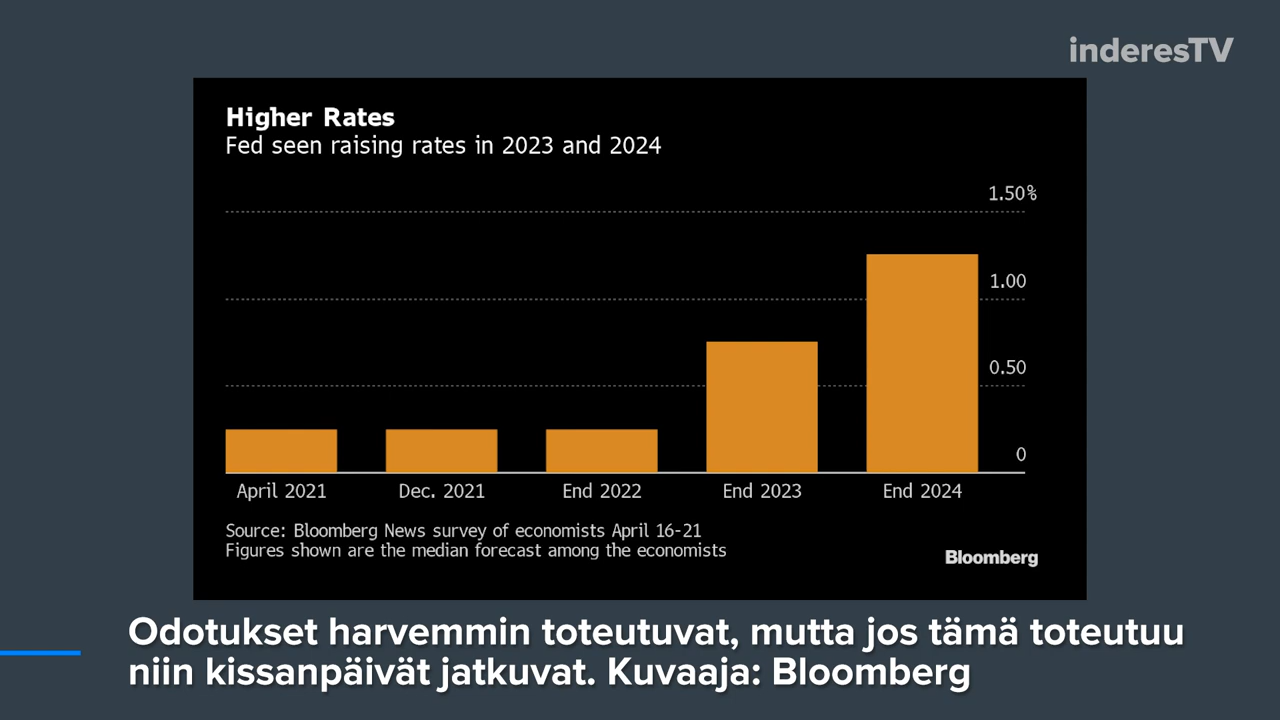 inderesTV
Higher Rates
Fed seen raising rates in 2023 and 2024
1.50%
1.00
0.50
0
April 2021
Dec. 2021
End 2022
End 2023
End 2024
Source: Bloomberg News survey of economists April 16-21
Figures shown are the median forecast among the economists
Bloomberg
Odotukset harvemmin toteutuvat, mutta jos tämä toteutuu
niin kissanpäivät jatkuvat. Kuvaaja: Bloomberg